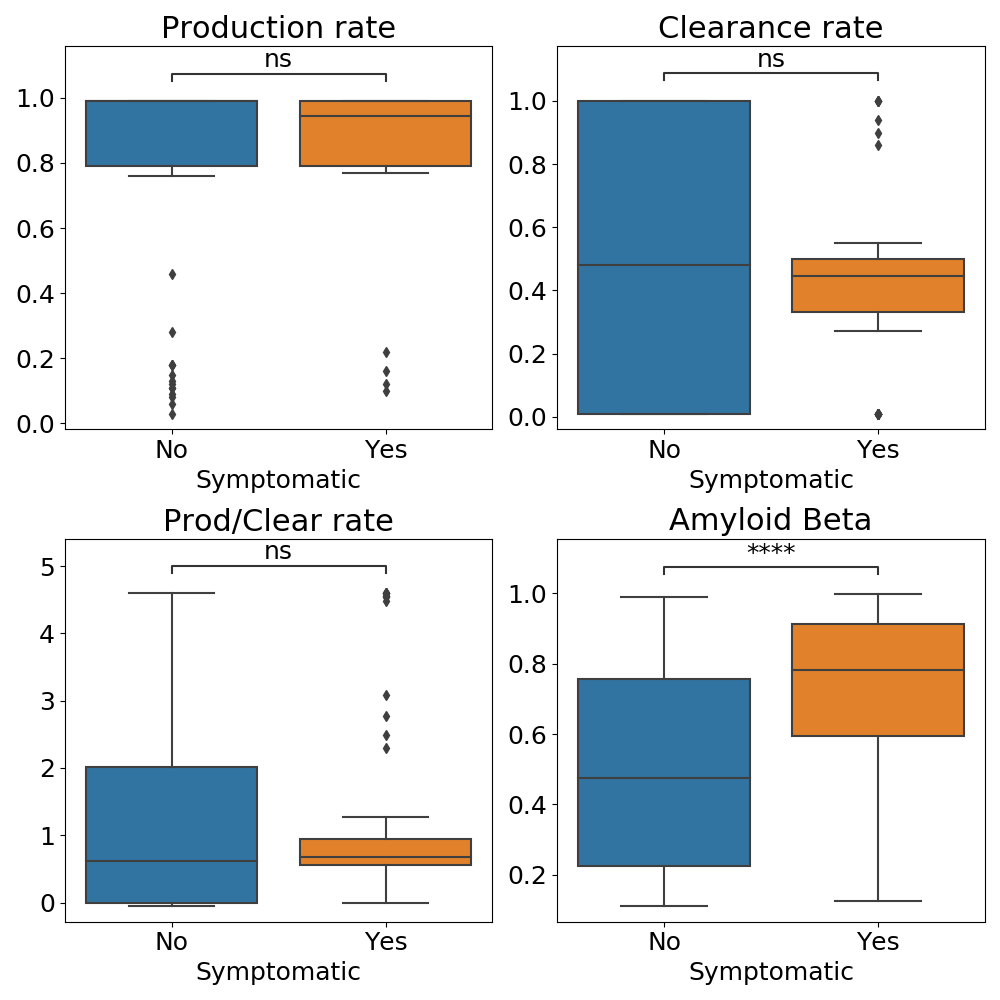 Production rate
ns
1.0
0.8
0.6
0.4
0.2
0.0
No Yes
Symptomatic
Clearance rate
ns
1.0
0.8
0.6
0.4
0.2
0.0
No Yes
Symptomatic
Prod/Clear rate
ns
5
4
3
2
1
0
No Yes
Symptomatic
Amyloid Beta
****
1.0
0.8
0.6
0.4
0.2
No Yes
Symptomatic